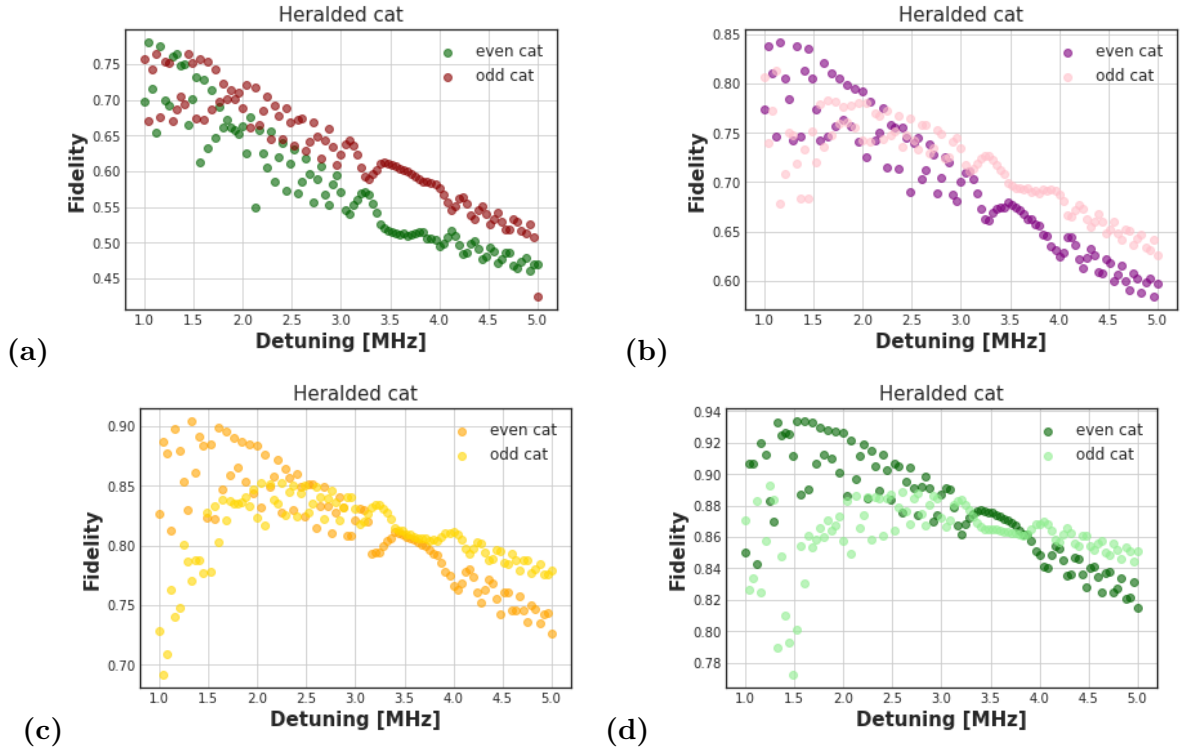 Heralded cat
Fidelity
0.75
0.70
0.65
0.60
0.55
0.50
0.45
even cat
odd cat
1.0 1.5 2.0 2.5 3.0 3.5 4.0 4.5 5.0
Detuning [MHz]
(a)
Heralded cat
Fidelity
0.85
0.80
0.75
0.70
0.65
0.60
even cat
odd cat
1.0 1.5 2.0 2.5 3.0 3.5 4.0 4.5 5.0
Detuning [MHz]
(b)
Heralded cat
Fidelity
0.90
0.85
0.80
0.75
0.70
even cat
odd cat
1.0 1.5 2.0 2.5 3.0 3.5 4.0 4.5 5.0
Detuning [MHz]
(c)
Heralded cat
Fidelity
0.94
0.92
0.90
0.88
0.86
0.84
0.82
0.80
0.78
even cat
odd cat
1.0 1.5 2.0 2.5 3.0 3.5 4.0 4.5 5.0
Detuning [MHz]
(d)